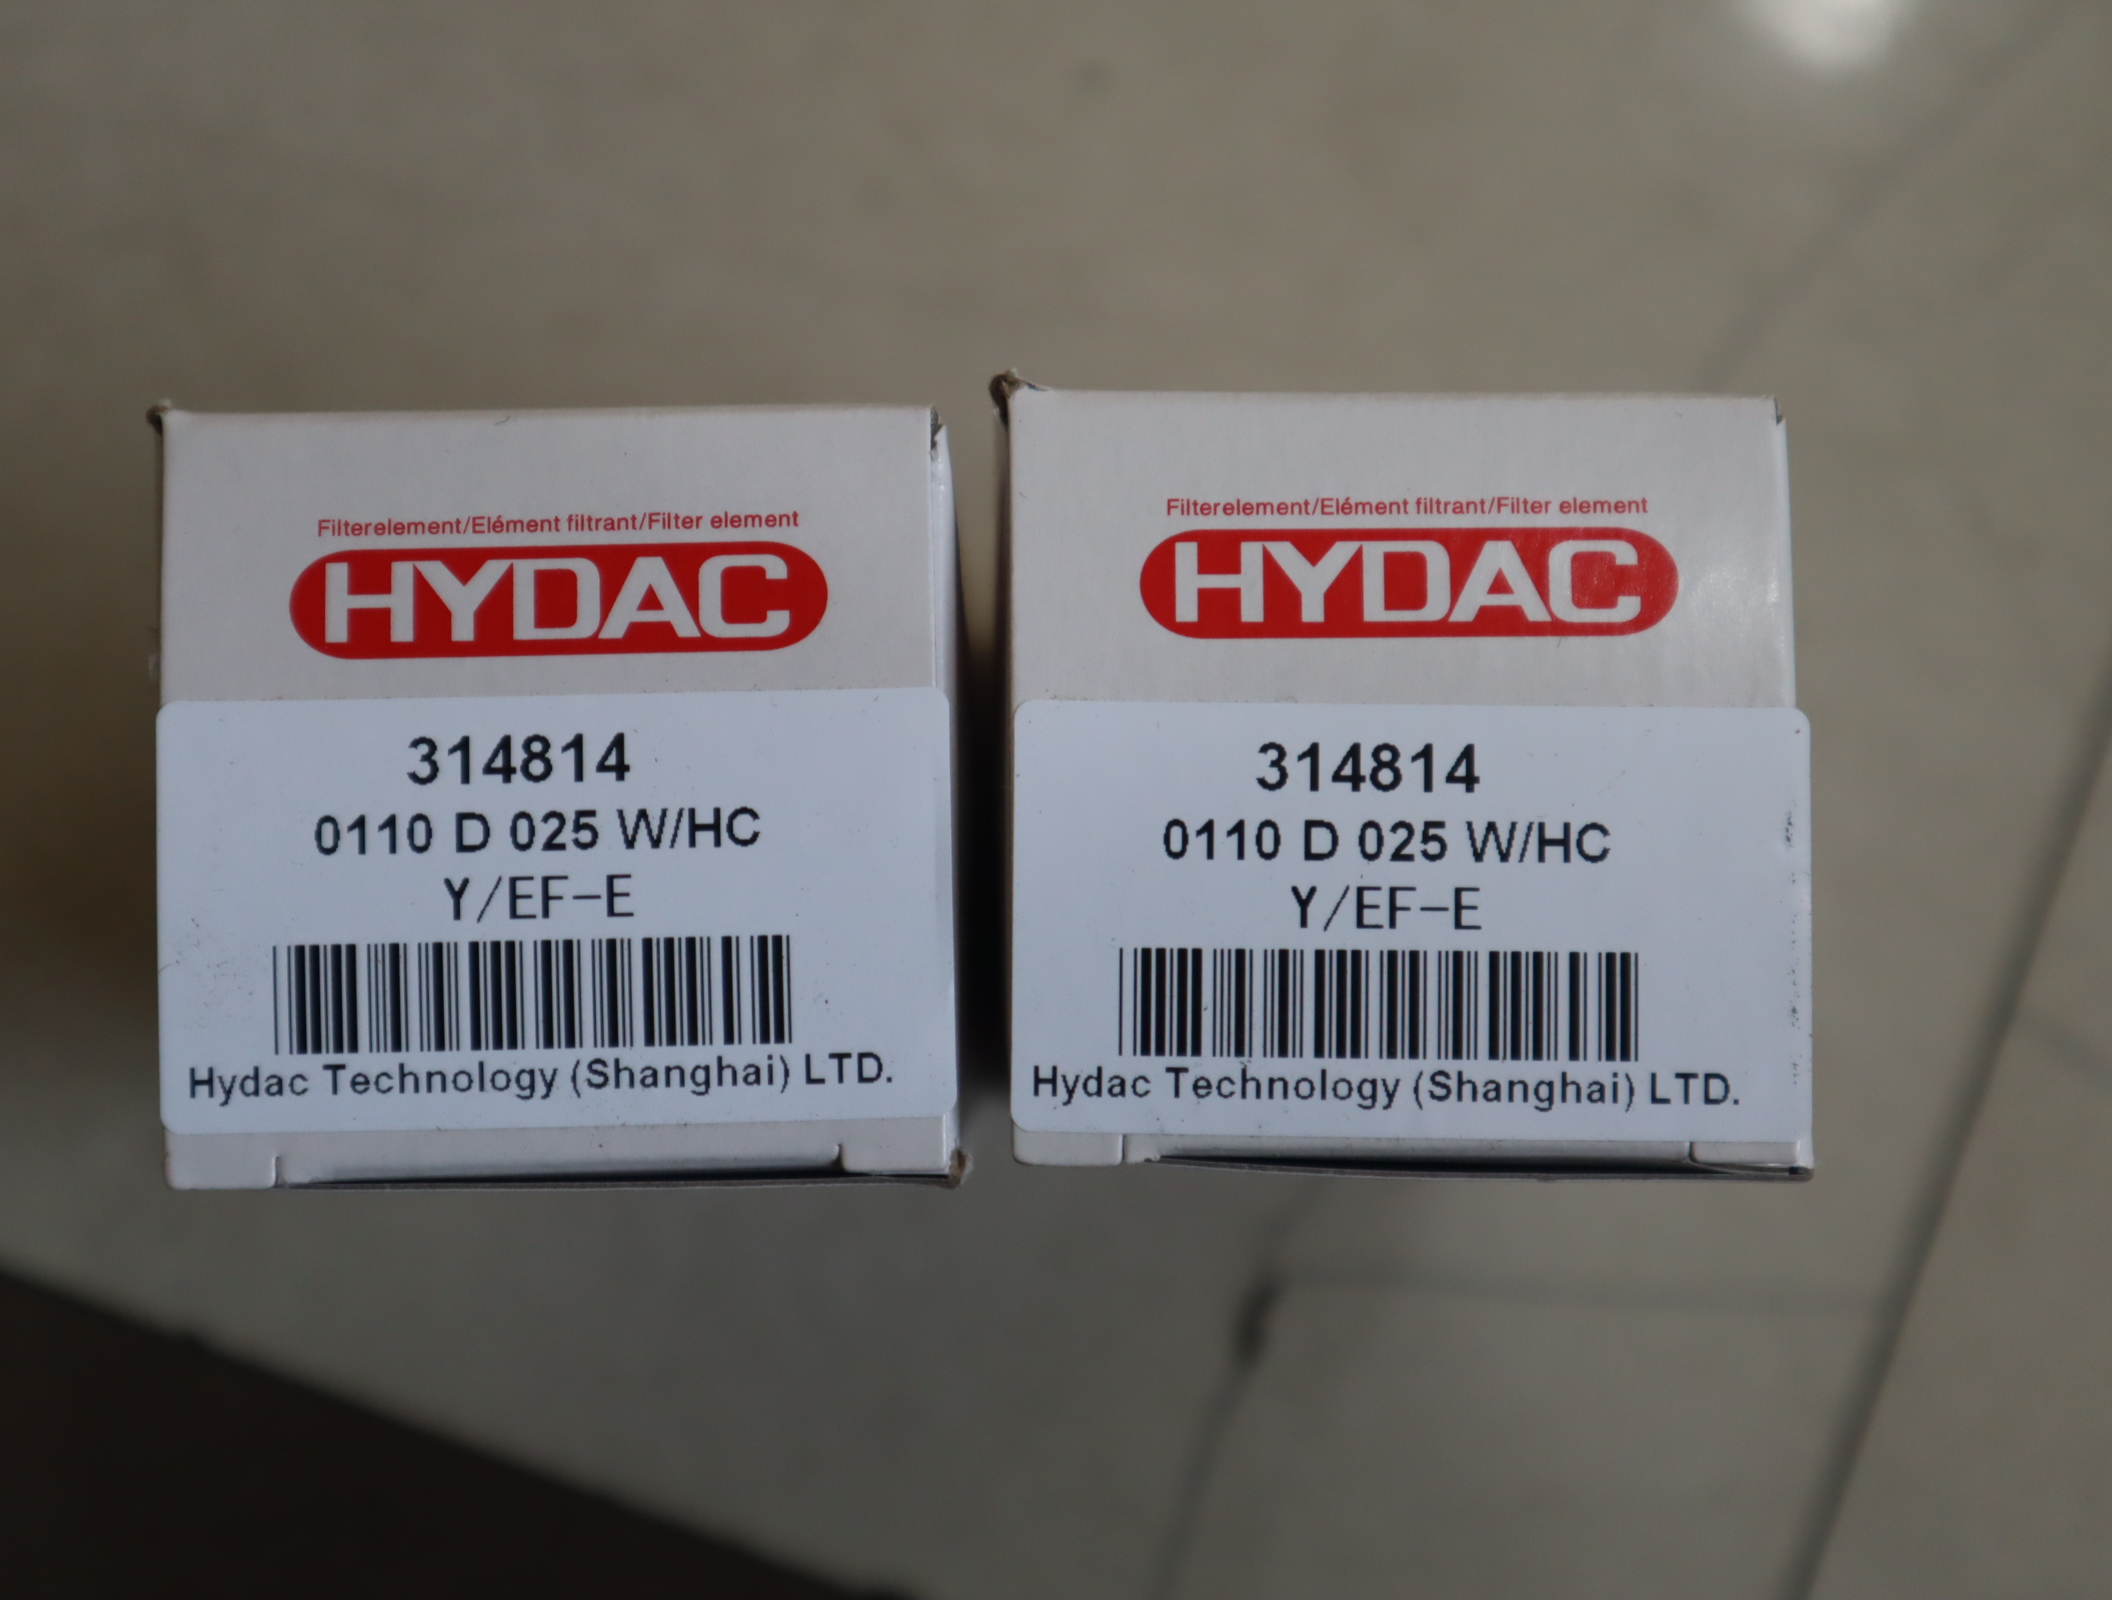 Filterelement/Elément filtrant/Filter element
HYDAC
314814
0110 D 025 W/HC
Y/EF-E
Hydac Technology (Shanghai) LTD.
Filterelement/Elément filtrant/Filter element
HYDAC
314814
0110 D 025 W/HC
Y/EF-E
Hydac Technology (Shanghai) LTD.